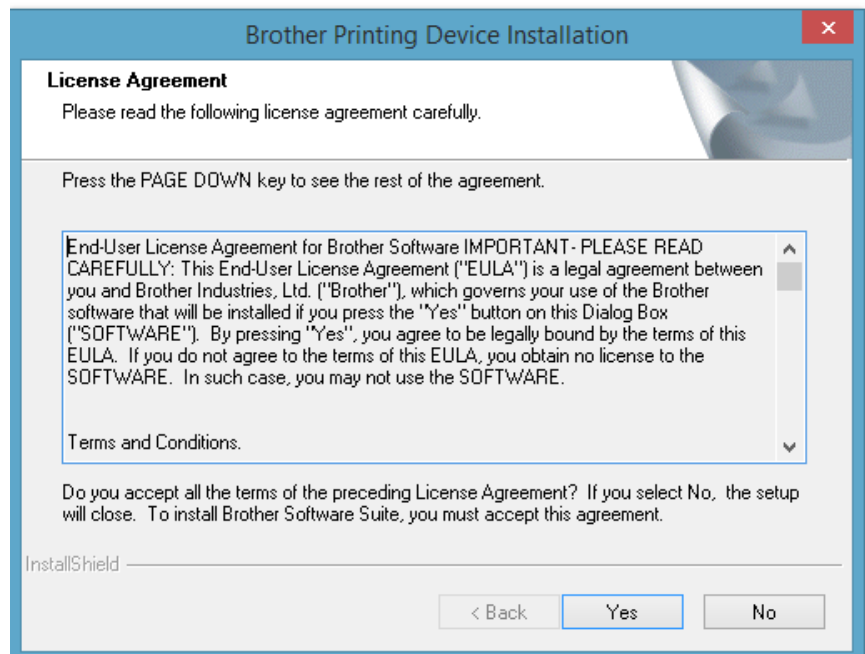 Brother Printing Device Installation
License Agreement
Please read the following license agreement carefully.
Press the PAGE DOWN key to see the rest of the agreement.
End-User License Agreement for Brother Software IMPORTANT- PLEASE READ
CAREFULLY: This End-User License Agreement ("EULA") is a legal agreement between
you and Brother Industries, Ltd. ("Brother"), which governs your use of the Brother
software that will be installed if you press the "Yes" button on this Dialog Box
("SOFTWARE").  By pressing "Yes", you agree to be legally bound by the terms of this
EULA.  If you do not agree to the terms of this EULA, you obtain no license to the
SOFTWARE.  In such case, you may not use the SOFTWARE.
Terms and Conditions.
Do you accept all the terms of the preceding License Agreement?  If you select No,  the setup
will close.  To install Brother Software Suite, you must accept this agreement.
InstallShield
< Back
Yes
No